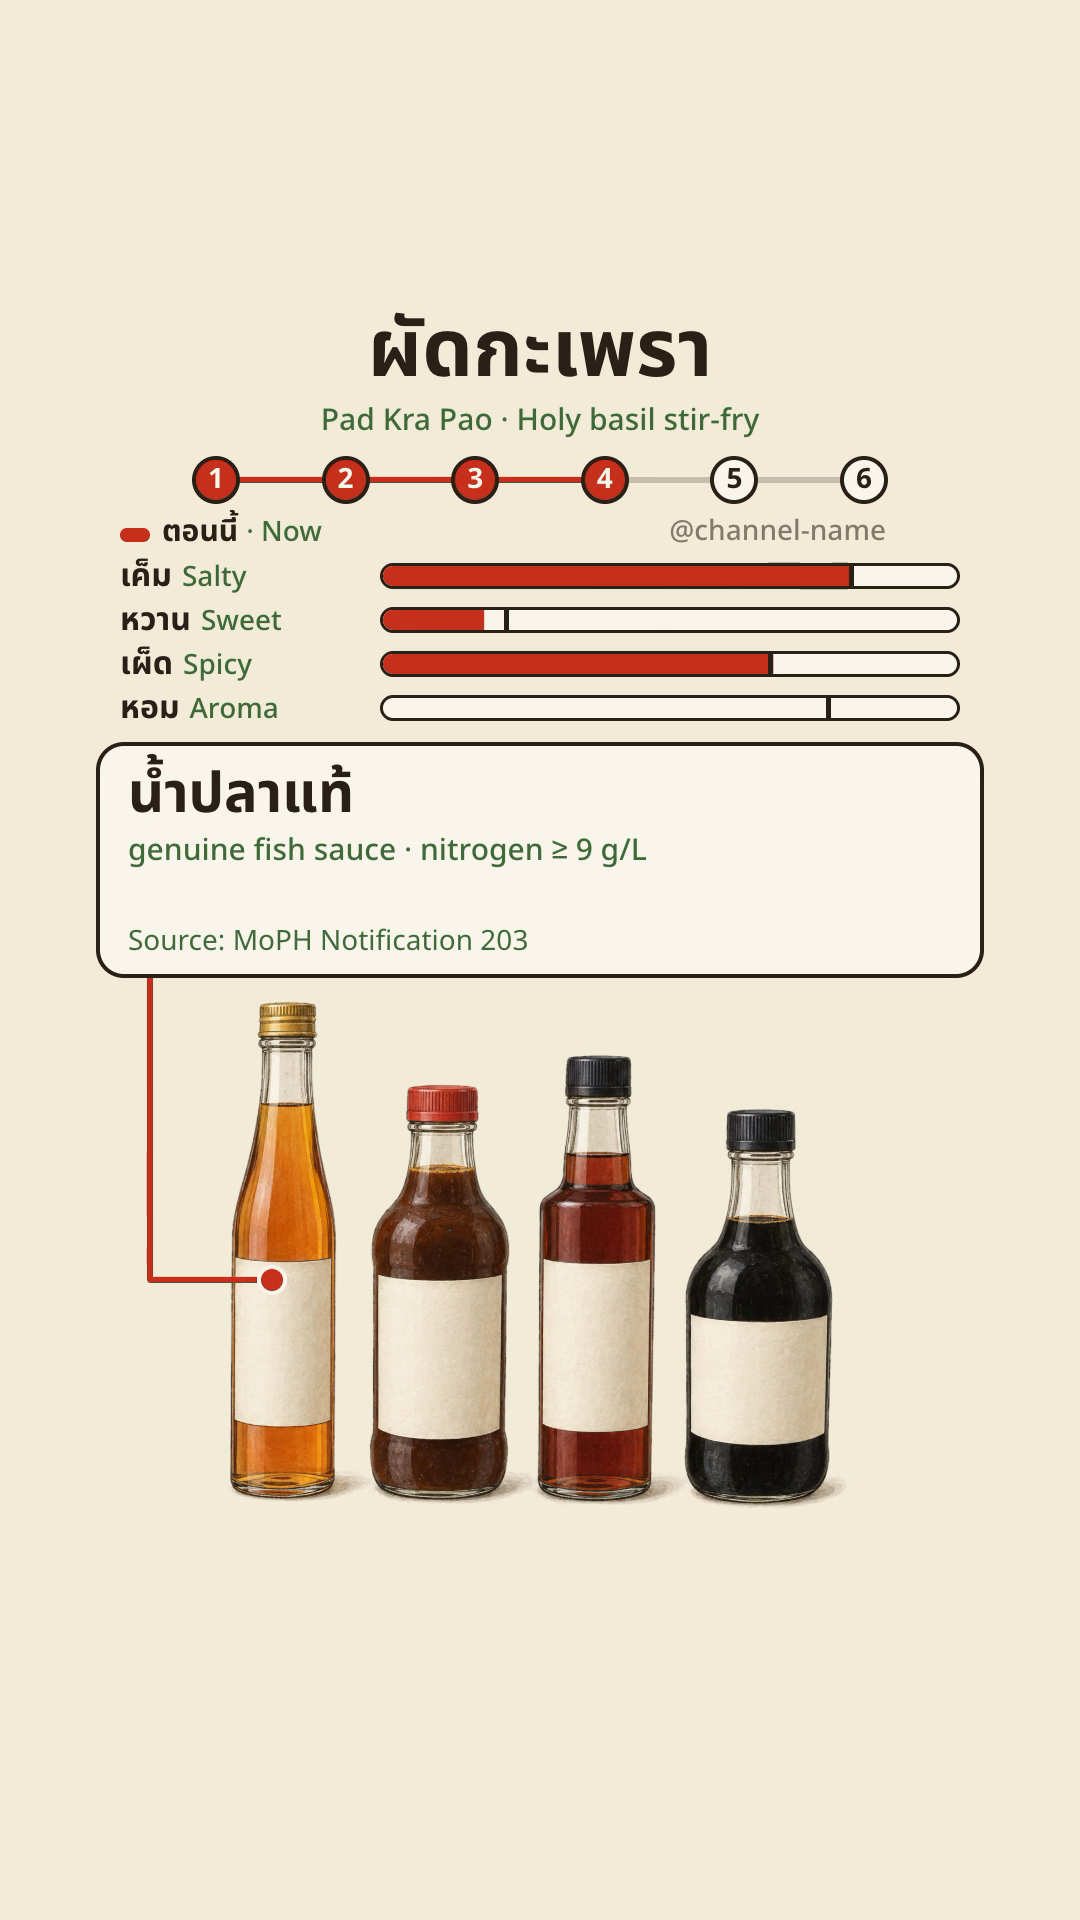 ผัดกะเพรา
Pad Kra Pao · Holy basil stir-fry
1 2 3 4 5 6
ตอนนี้ · Now @channel-name
เค็ม Salty
หวาน Sweet
เผ็ด Spicy
หอม Aroma
น้ำปลาแท้
genuine fish sauce · nitrogen ≥ 9 g/L
Source: MoPH Notification 203